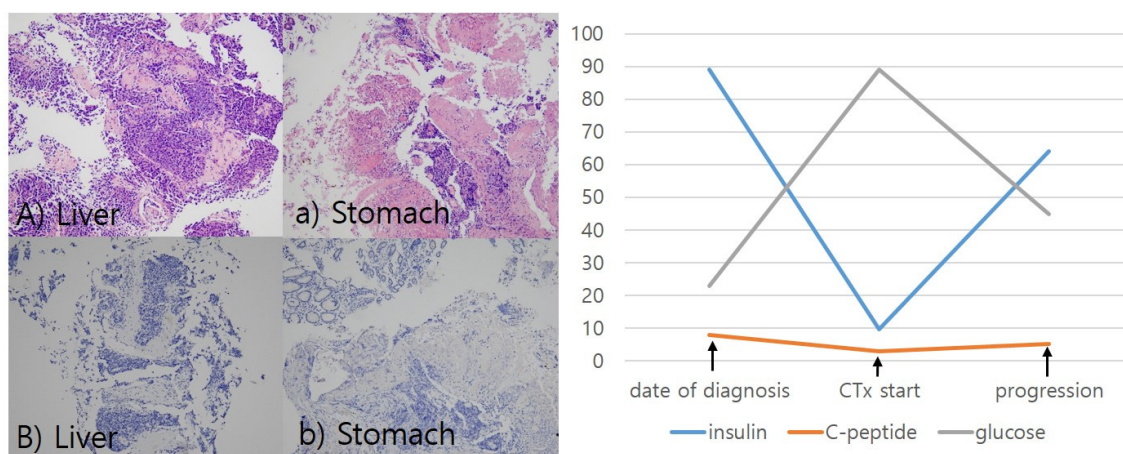 A) Liver
a) Stomach
B) Liver
b) Stomach
100
90
80
70
60
50
40
30
20
10
0
date of diagnosis CTx start progression
insulin C-peptide glucose